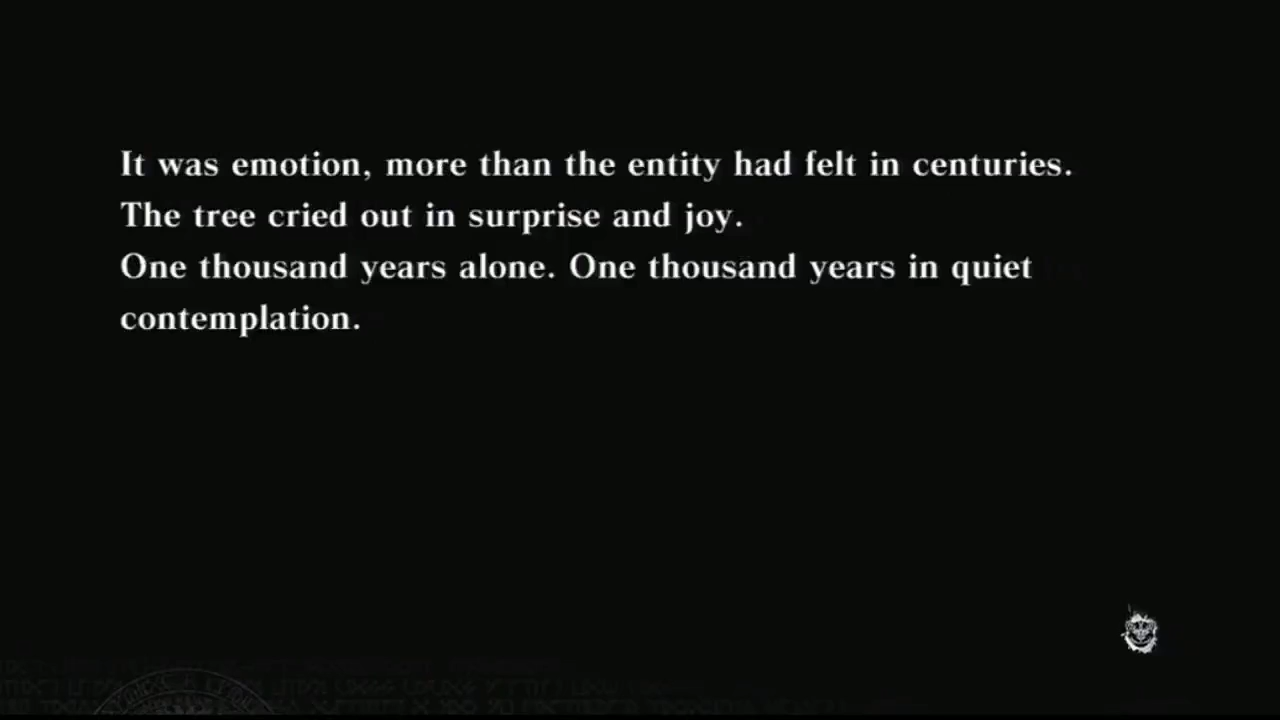 It was emotion, more than the entity had felt in centuries.
The tree cried out in surprise and joy.
One thousand years alone. One thousand years in quiet
contemplation.